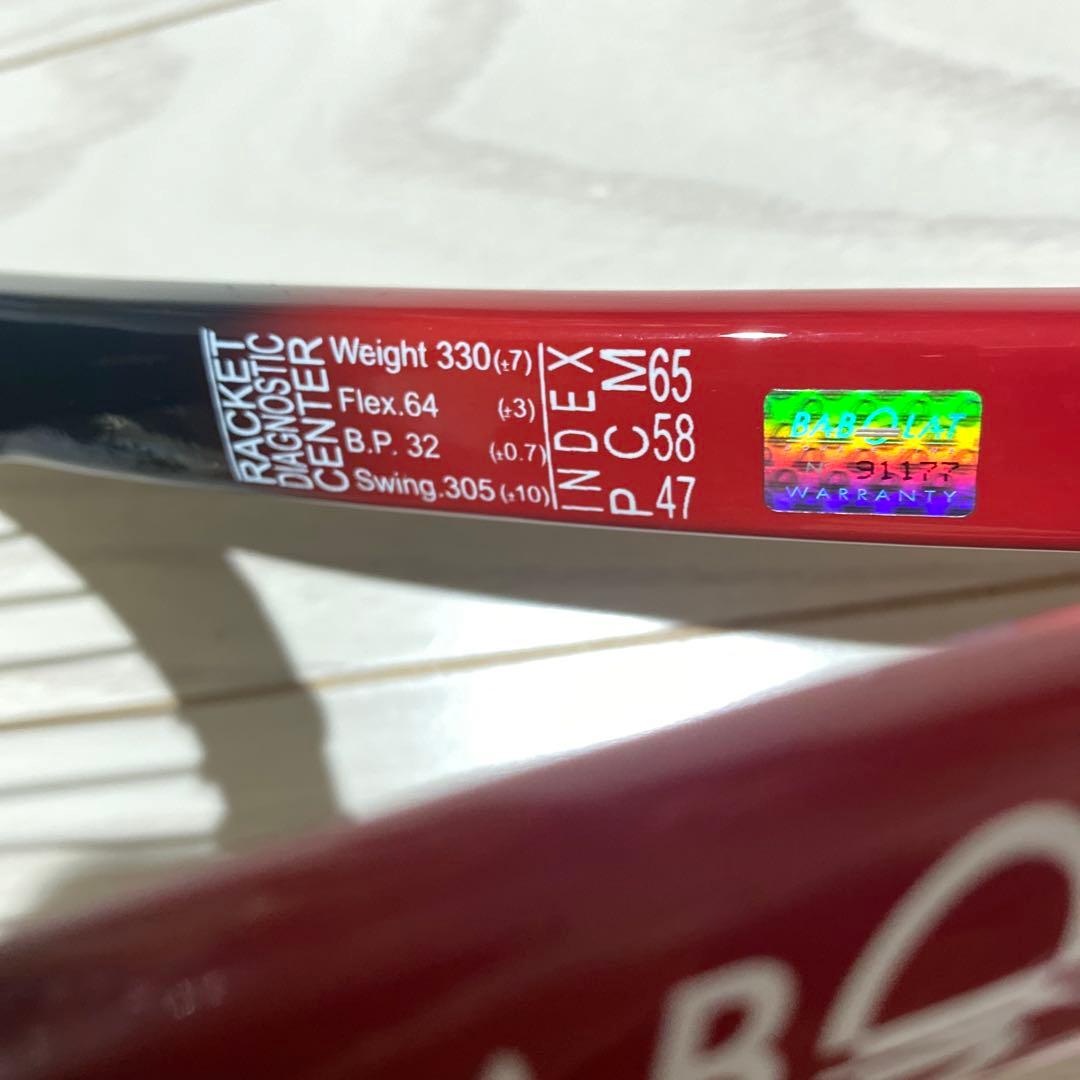 RACKET
DIAGNOSTIC
CENTER
Weight 330(±7)
Flex.64 (±3)
B.P. 32 (±0.7)
Swing.305 (±10)
INDEX
M65
C58
P47
BABOLAT
N 91177
WARRANTY